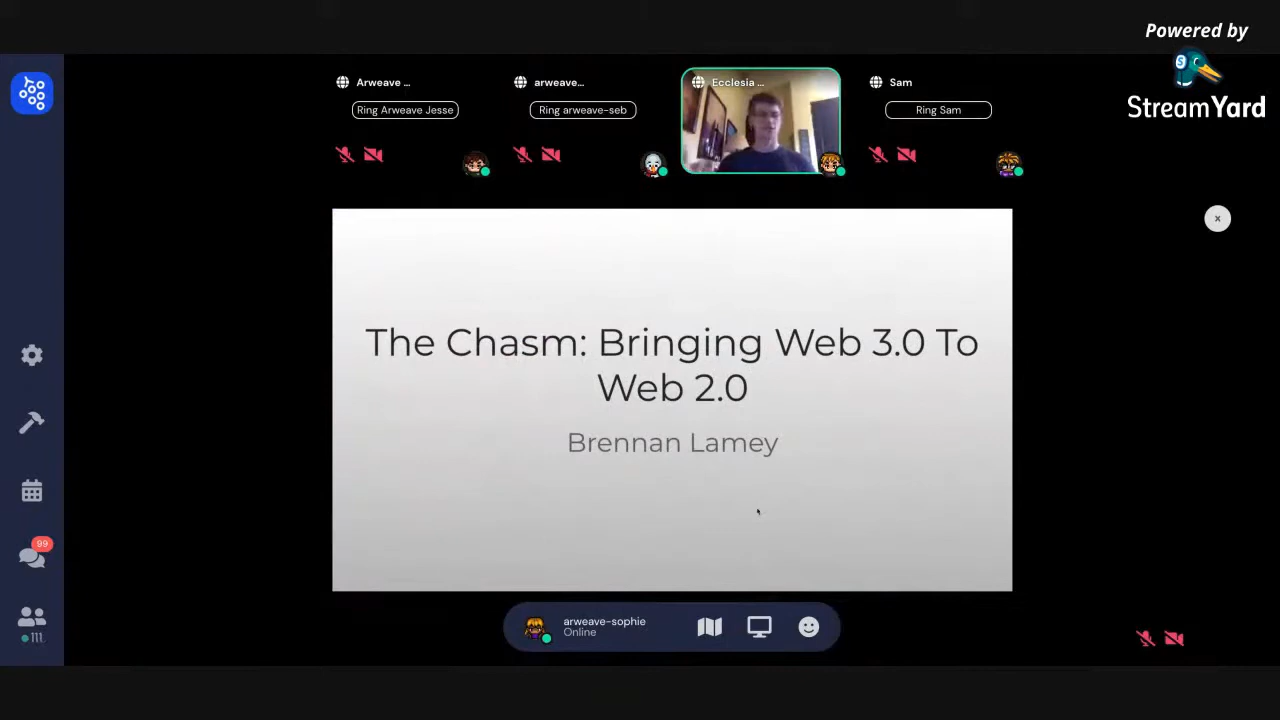 Powered by
StreamYard
Arweave ...
arweave...
Ecclesia ...
Sam
Ring Arweave Jesse
Ring arweave-seb
Ring Sam
The Chasm: Bringing Web 3.0 To
Web 2.0
Brennan Lamey
99
111
arweave-sophie
Online